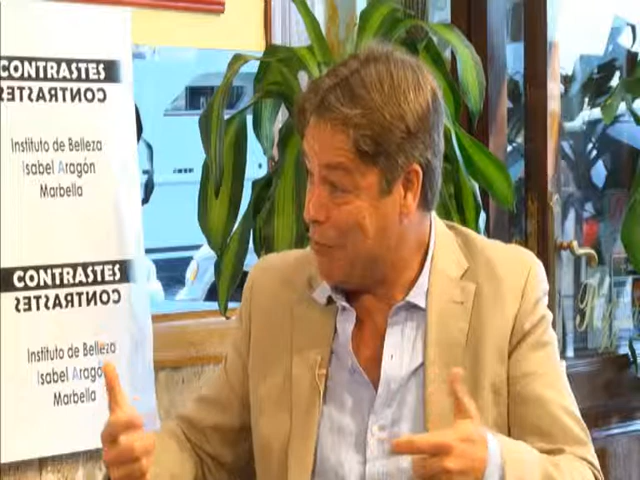 CONTRASTES
CONTRASTES
Instituto de Belleza
Isabel Aragón
Marbella
CONTRASTES
CONTRASTES
Instituto de Belleza
Isabel Aragón
Marbella